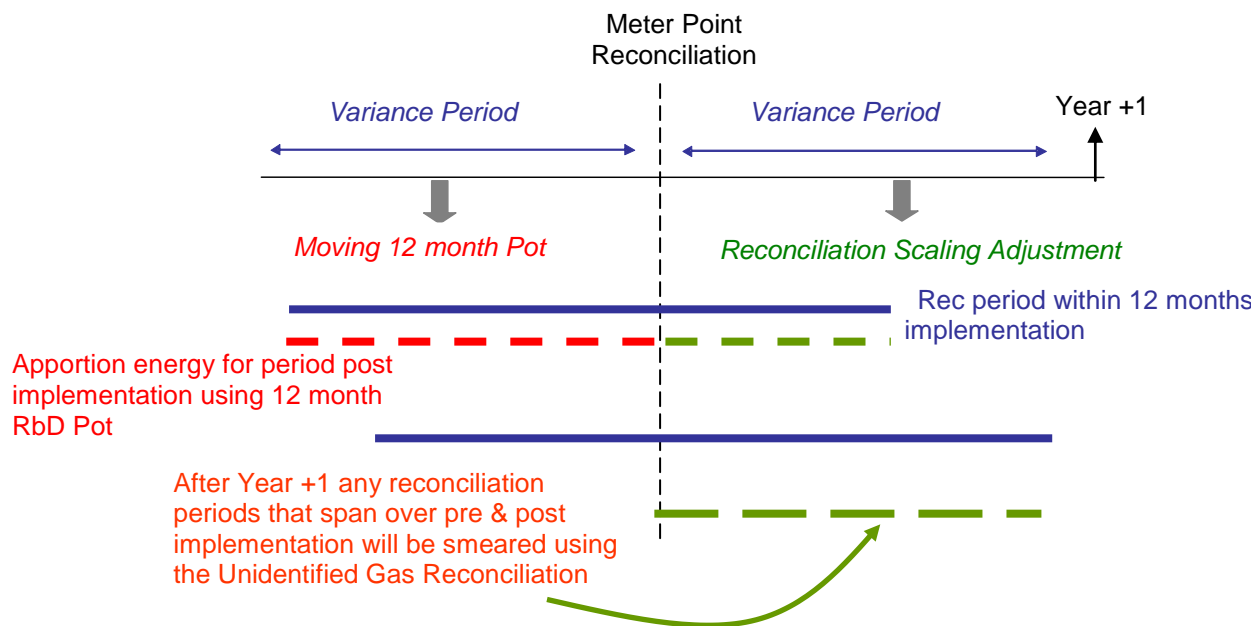 Meter Point
Reconciliation
Variance Period
Variance Period
Year +1
Moving 12 month Pot
Reconciliation Scaling Adjustment
Rec period within 12 months
implementation
Apportion energy for period post
implementation using 12 month
RbD Pot
After Year +1 any reconciliation
periods that span over pre & post
implementation will be smeared using
the Unidentified Gas Reconciliation